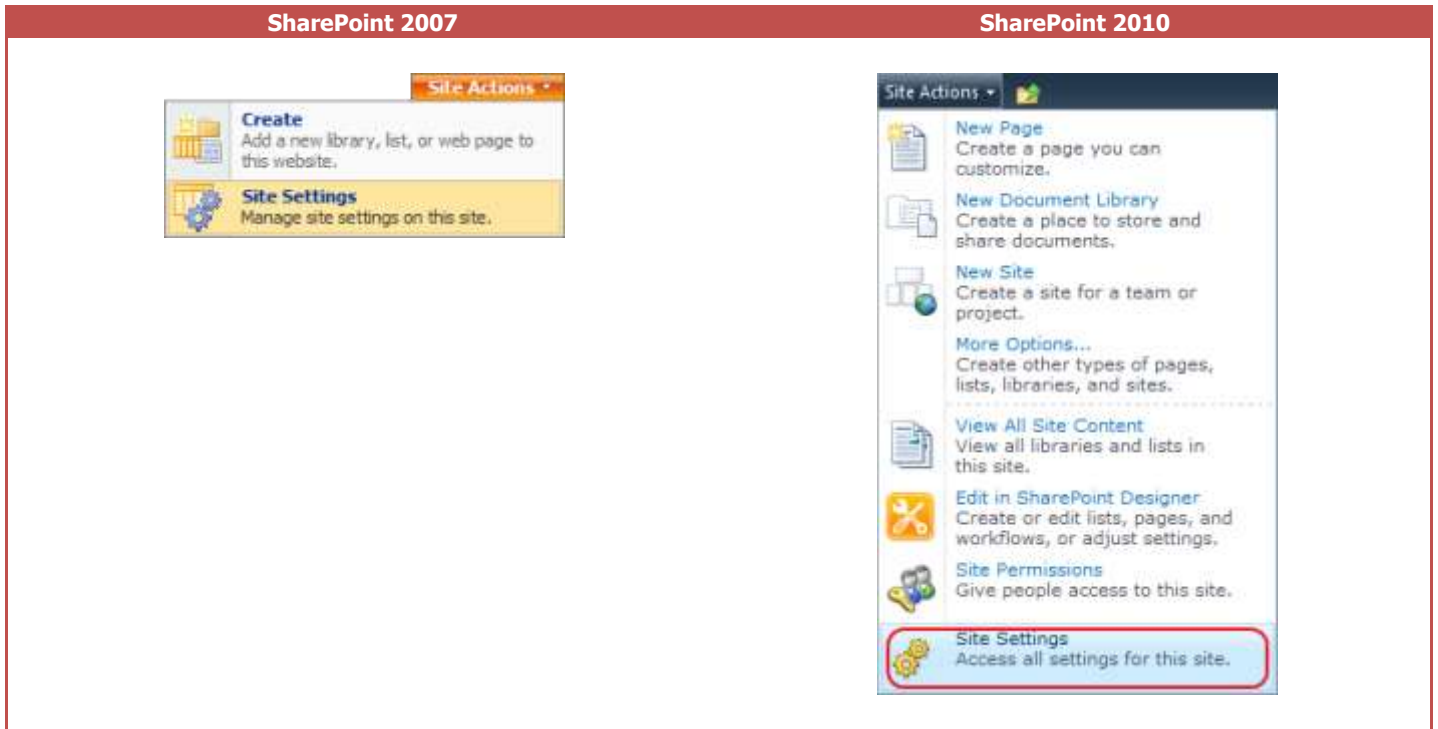 SharePoint 2007
SharePoint 2010
Site Actions
Create
Add a new library, list, or web page to
this website.
Site Settings
Manage site settings on this site.
Site Actions
New Page
Create a page you can
customize.
New Document Library
Create a place to store and
share documents.
New Site
Create a site for a team or
project.
More Options...
Create other types of pages,
lists, libraries, and sites.
View All Site Content
View all libraries and lists in
this site.
Edit in SharePoint Designer
Create or edit lists, pages, and
workflows, or adjust settings.
Site Permissions
Give people access to this site.
Site Settings
Access all settings for this site.